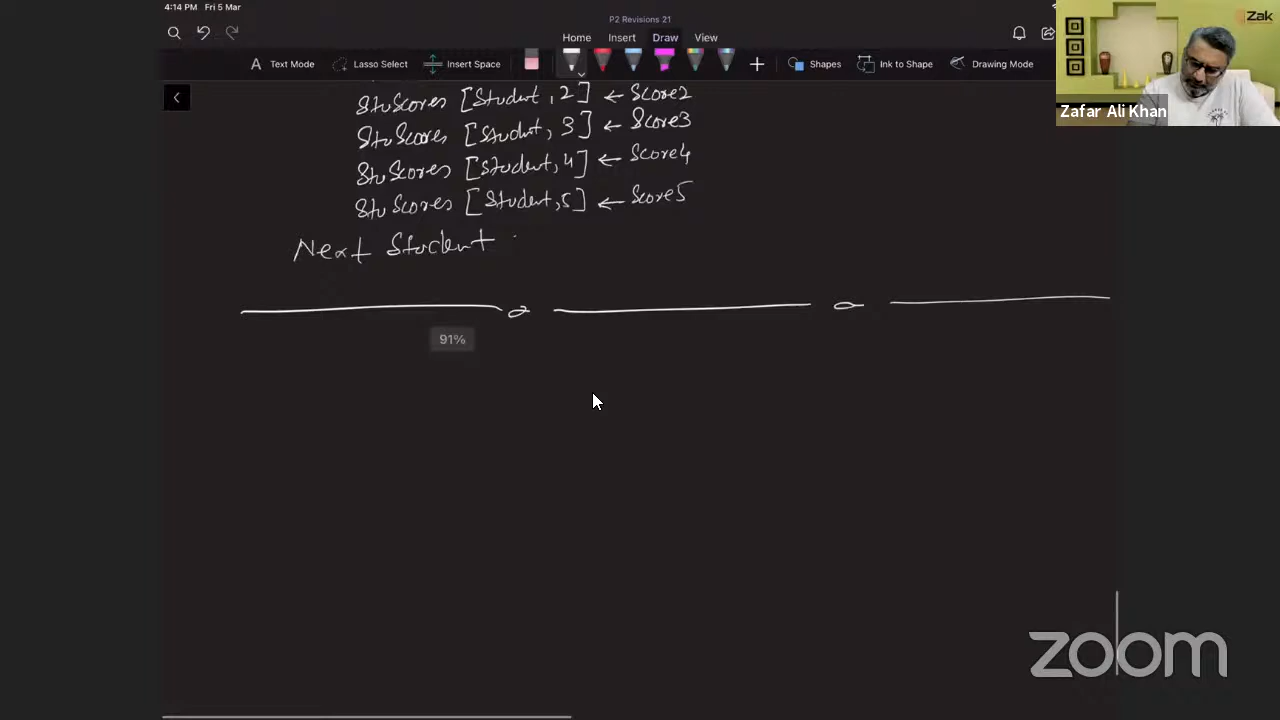 4:14 PM Fri 5 Mar
P2 Revisions 21
Home Insert Draw View
A Text Mode Lasso Select Insert Space Shapes Ink to Shape Drawing Mode
Zak
Zafar Ali Khan
StuScores [Student, 2] ← Score2
StuScores [Student, 3] ← Score3
StuScores [Student, 4] ← Score4
StuScores [Student, 5] ← Score5
Next Student
91%
zoom